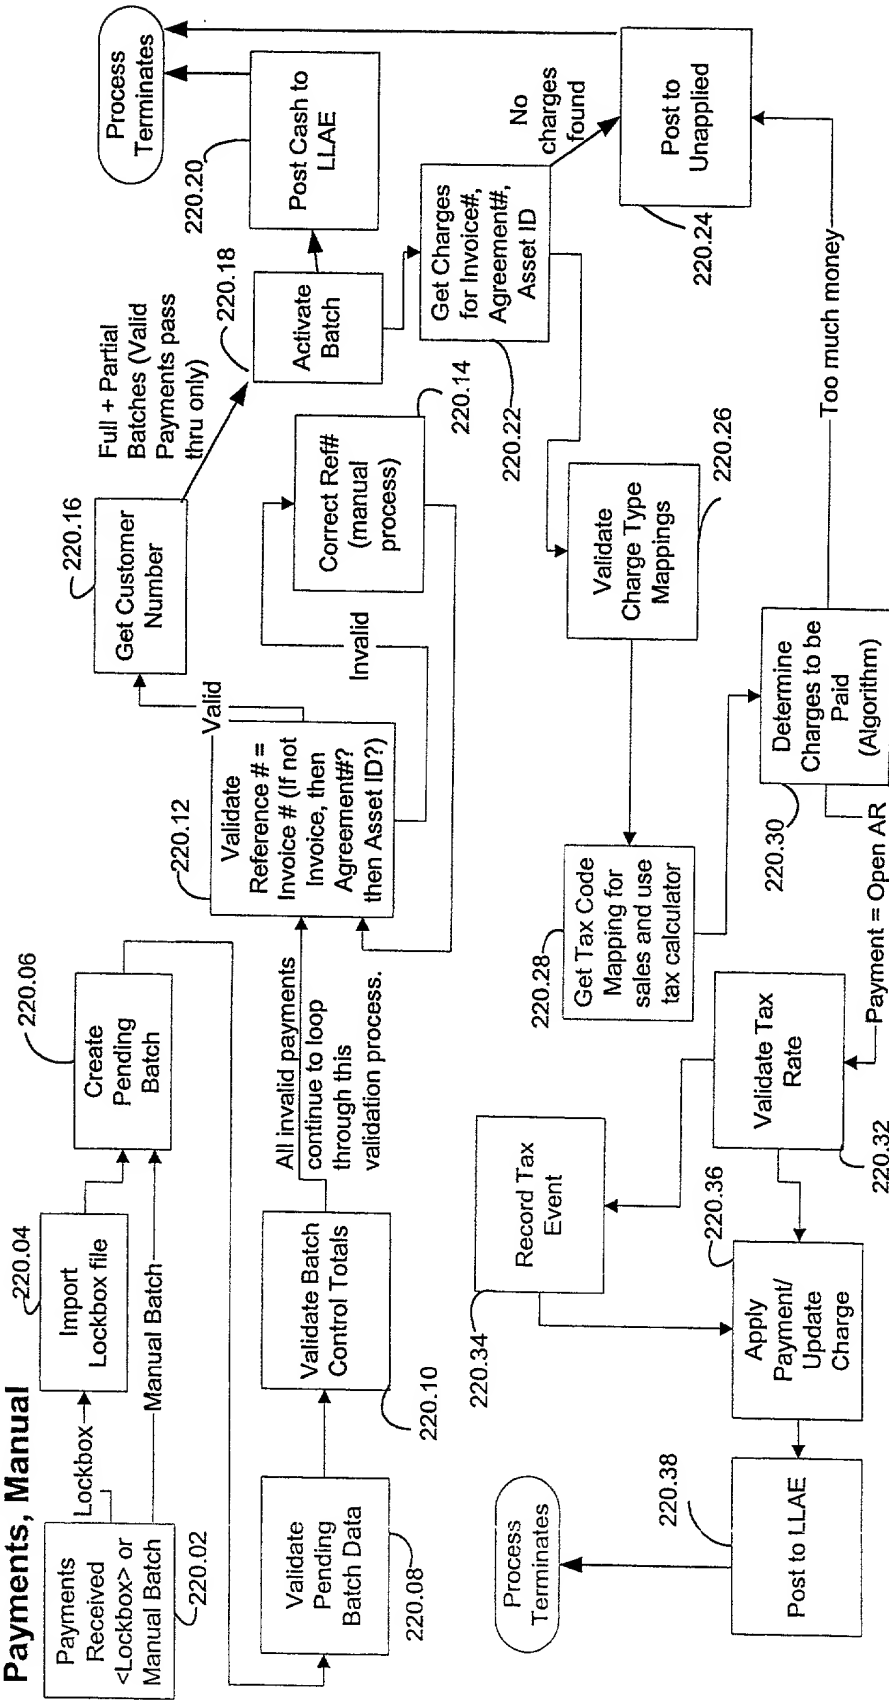 Payments, Manual
Payments
Received
<Lockbox> or
Manual Batch
220.02
Lockbox
Manual Batch
Import
Lockbox file
220.04
Create
Pending
Batch
220.06
Validate
Pending
Batch Data
220.08
Validate Batch
Control Totals
220.10
All invalid payments
continue to loop
through this
validation process.
Validate
Reference # =
Invoice # (If not
Invoice, then
Agreement#?
then Asset ID?)
220.12
Valid
Invalid
Correct Ref#
(manual
process)
220.14
Get Customer
Number
220.16
Full + Partial
Batches (Valid
Payments pass
thru only)
Activate
Batch
220.18
Post Cash to
LLAE
220.20
Process
Terminates
Get Charges
for Invoice#,
Agreement#,
Asset ID
220.22
No
charges
found
Post to
Unapplied
220.24
Validate
Charge Type
Mappings
220.26
Get Tax Code
Mapping for
sales and use
tax calculator
220.28
Determine
Charges to be
Paid
(Algorithm)
220.30
Too much money
Payment = Open AR
Validate Tax
Rate
220.32
Record Tax
Event
220.34
Apply
Payment/
Update
Charge
220.36
Post to LLAE
220.38
Process
Terminates